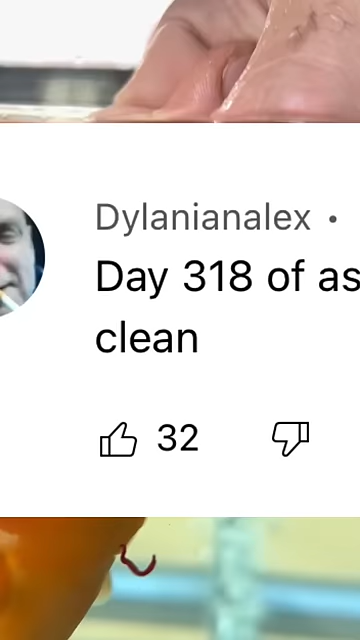 Dylanianalex •
Day 318 of as
clean
32